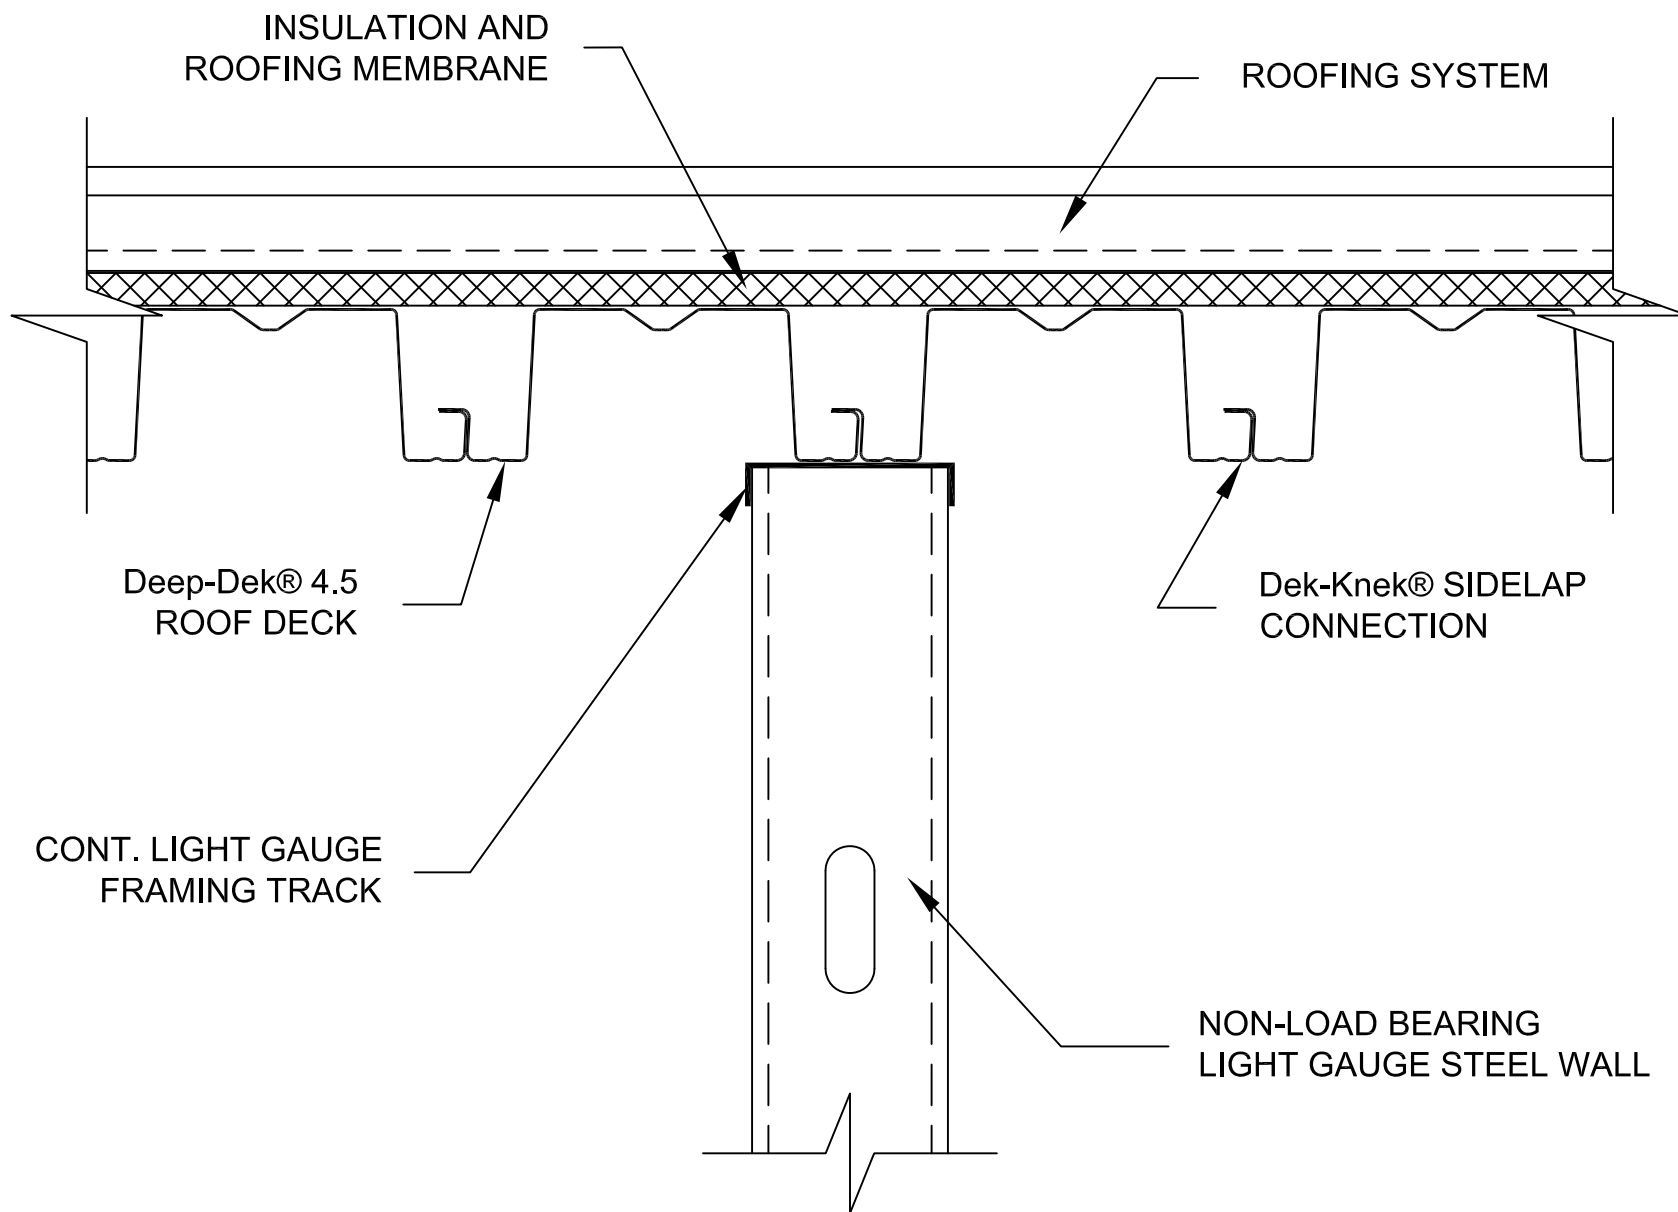 INSULATION AND
ROOFING MEMBRANE
ROOFING SYSTEM
Deep-Dek® 4.5
ROOF DECK
Dek-Knek® SIDELAP
CONNECTION
CONT. LIGHT GAUGE
FRAMING TRACK
NON-LOAD BEARING
LIGHT GAUGE STEEL WALL